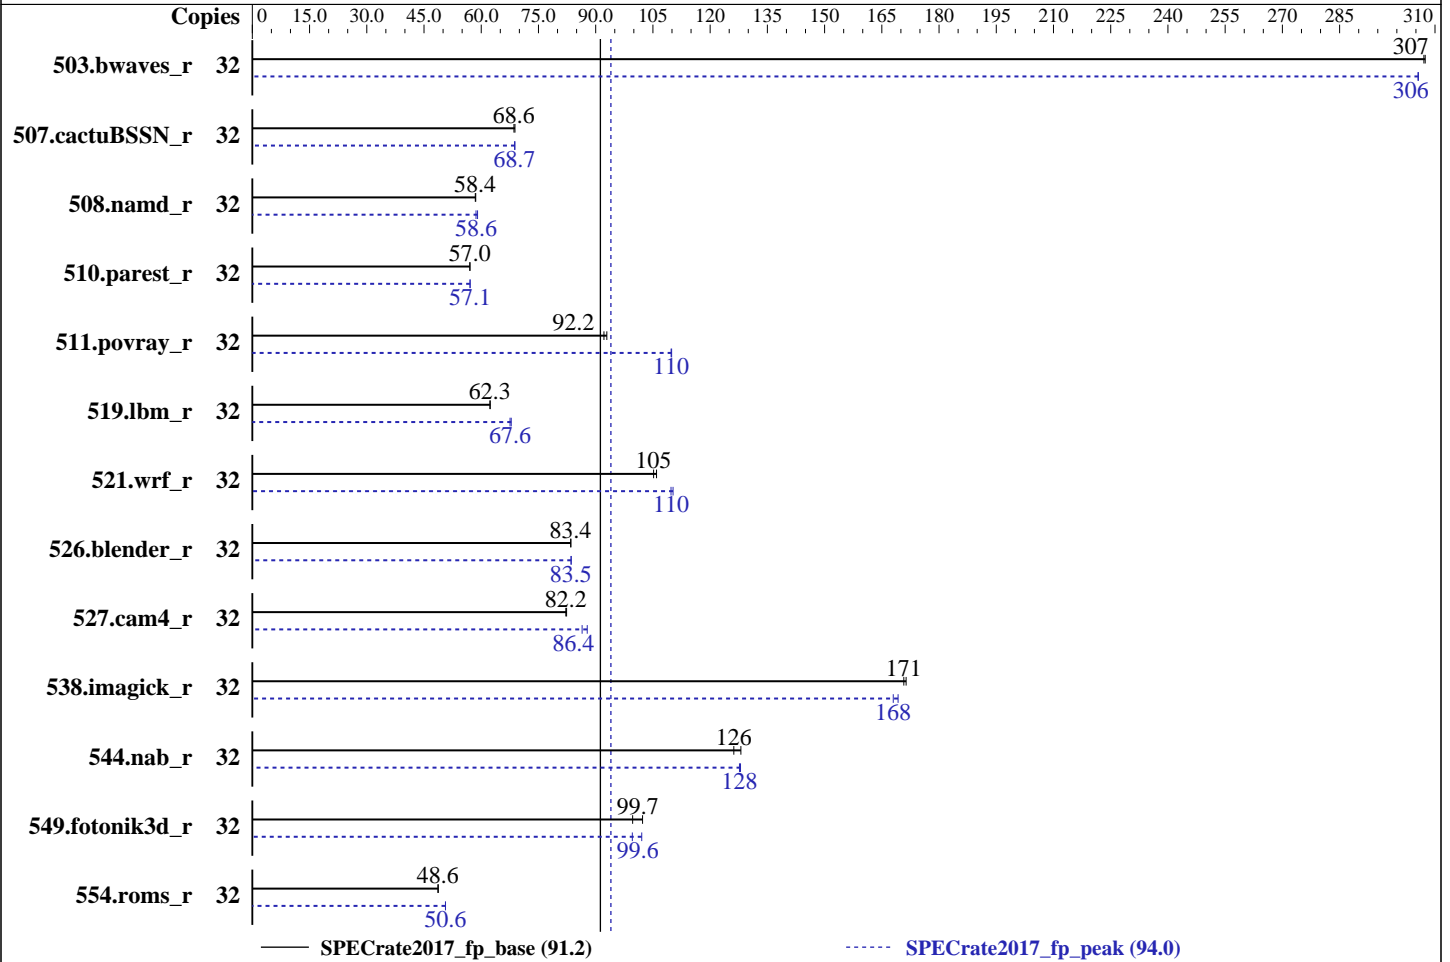 Copies 0 15.0 30.0 45.0 60.0 75.0 90.0 105 120 135 150 165 180 195 210 225 240 255 270 285 310
307
503.bwaves_r 32
306
68.6
507.cactuBSSN_r 32
68.7
58.4
508.namd_r 32
58.6
57.0
510.parest_r 32
57.1
92.2
511.povray_r 32
110
62.3
519.lbm_r 32
67.6
105
521.wrf_r 32
110
83.4
526.blender_r 32
83.5
82.2
527.cam4_r 32
86.4
171
538.imagick_r 32
168
126
544.nab_r 32
128
99.7
549.fotonik3d_r 32
99.6
48.6
554.roms_r 32
50.6
SPECrate2017_fp_base (91.2) SPECrate2017_fp_peak (94.0)